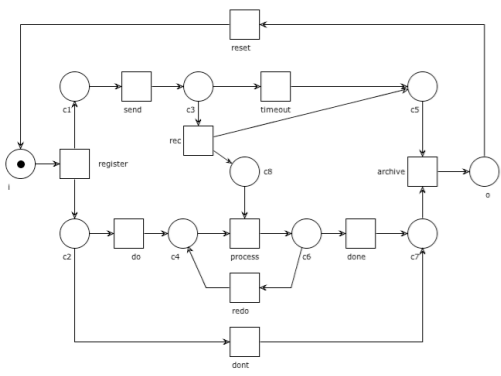 reset
c1
send
c3
timeout
c5
rec
i
register
c8
archive
o
c2
do
c4
process
c6
done
c7
redo
dont